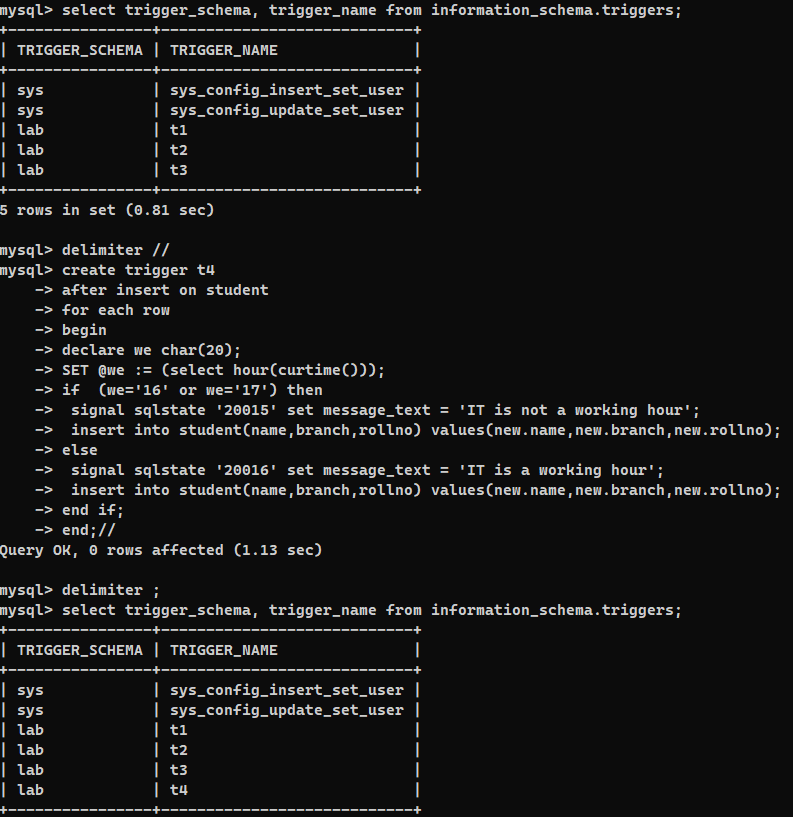 mysql> select trigger_schema, trigger_name from information_schema.triggers;
+----------------+----------------------------+
| TRIGGER_SCHEMA | TRIGGER_NAME               |
+----------------+----------------------------+
| sys            | sys_config_insert_set_user |
| sys            | sys_config_update_set_user |
| lab            | t1                         |
| lab            | t2                         |
| lab            | t3                         |
+----------------+----------------------------+
5 rows in set (0.81 sec)

mysql> delimiter //
mysql> create trigger t4
    -> after insert on student
    -> for each row
    -> begin
    -> declare we char(20);
    -> SET @we := (select hour(curtime()));
    -> if  (we='16' or we='17') then
    ->  signal sqlstate '20015' set message_text = 'IT is not a working hour';
    ->  insert into student(name,branch,rollno) values(new.name,new.branch,new.rollno);
    -> else
    ->  signal sqlstate '20016' set message_text = 'IT is a working hour';
    ->  insert into student(name,branch,rollno) values(new.name,new.branch,new.rollno);
    -> end if;
    -> end;//
Query OK, 0 rows affected (1.13 sec)

mysql> delimiter ;
mysql> select trigger_schema, trigger_name from information_schema.triggers;
+----------------+----------------------------+
| TRIGGER_SCHEMA | TRIGGER_NAME               |
+----------------+----------------------------+
| sys            | sys_config_insert_set_user |
| sys            | sys_config_update_set_user |
| lab            | t1                         |
| lab            | t2                         |
| lab            | t3                         |
| lab            | t4                         |
+----------------+----------------------------+